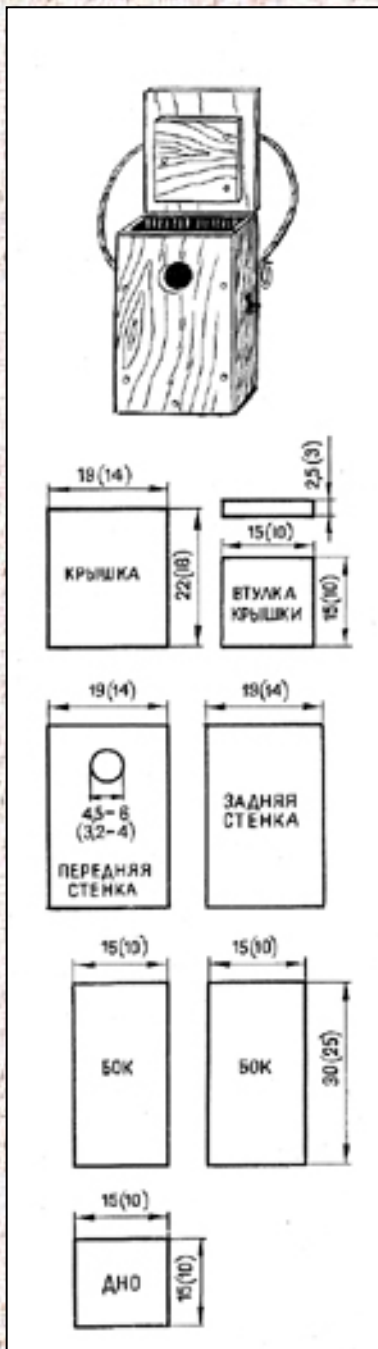 19(14)
2,5(3)
КРЫШКА
22(18)
15(10)
ВТУЛКА
КРЫШКИ
15(10)
19(14)
19(14)
4,5-6
(3,2-4)
ПЕРЕДНЯЯ
СТЕНКА
ЗАДНЯЯ
СТЕНКА
15(10)
15(10)
БОК
БОК
30(25)
15(10)
ДНО
15(10)